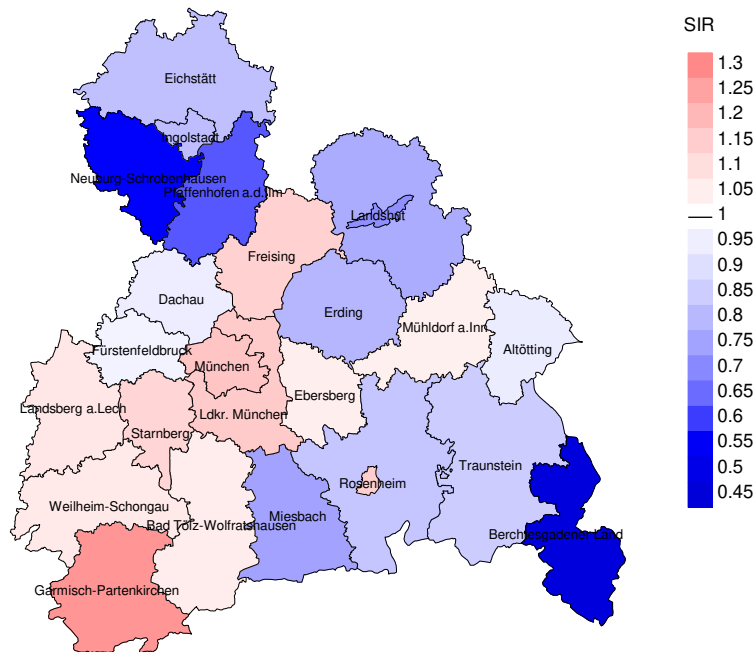 SIR
Eichstätt
Ingolstadt
Neuburg-Schrobenhausen
Pfaffenhofen a.d.Ilm
Landshut
Freising
Dachau
Erding
Mühldorf a.Inn
Altötting
Fürstenfeldbruck
München
Ebersberg
Landsberg a.Lech
Starnberg
Ldkr. München
Traunstein
Rosenheim
Weilheim-Schongau
Bad Tölz-Wolfratshausen
Miesbach
Berchtesgadener Land
Garmisch-Partenkirchen
1.3
1.25
1.2
1.15
1.1
1.05
1
0.95
0.9
0.85
0.8
0.75
0.7
0.65
0.6
0.55
0.5
0.45